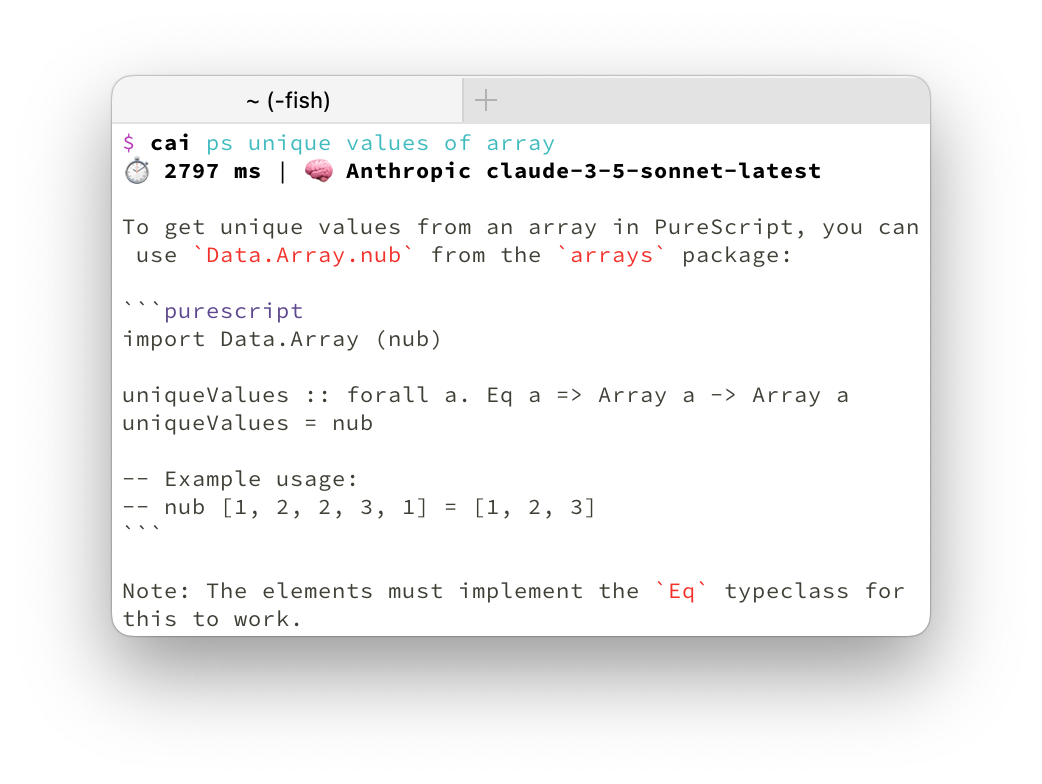 ~ (-fish)
$ cai ps unique values of array
⏱️ 2797 ms | 🧠 Anthropic claude-3-5-sonnet-latest
To get unique values from an array in PureScript, you can
use `Data.Array.nub` from the `arrays` package:
```purescript
import Data.Array (nub)
uniqueValues :: forall a. Eq a => Array a -> Array a
uniqueValues = nub
-- Example usage:
-- nub [1, 2, 2, 3, 1] = [1, 2, 3]
```
Note: The elements must implement the `Eq` typeclass for
this to work.